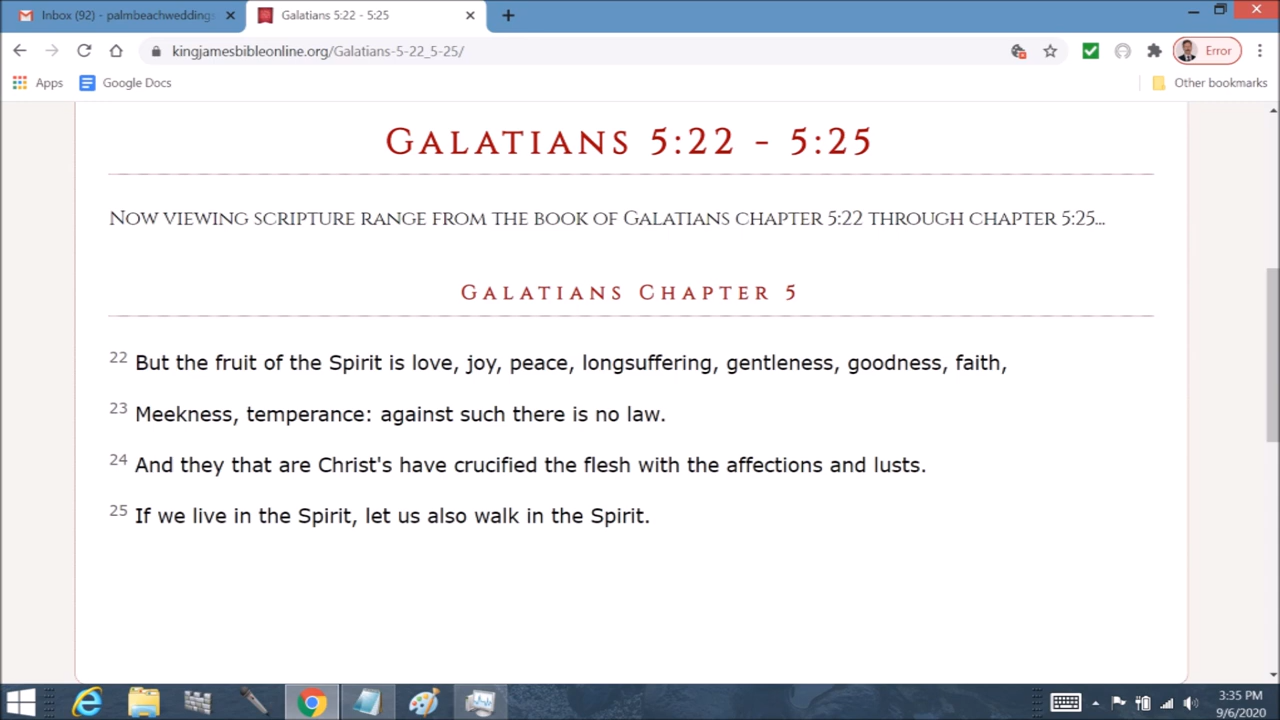 Inbox (92) - palmbeachwedding
Galatians 5:22 - 5:25
kingjamesbibleonline.org/Galatians-5-22_5-25/
Error
Apps
Google Docs
Other bookmarks
Galatians 5:22 - 5:25
Now viewing scripture range from the book of Galatians chapter 5:22 through chapter 5:25...
Galatians Chapter 5
22 But the fruit of the Spirit is love, joy, peace, longsuffering, gentleness, goodness, faith,
23 Meekness, temperance: against such there is no law.
24 And they that are Christ's have crucified the flesh with the affections and lusts.
25 If we live in the Spirit, let us also walk in the Spirit.
3:35 PM
9/6/2020